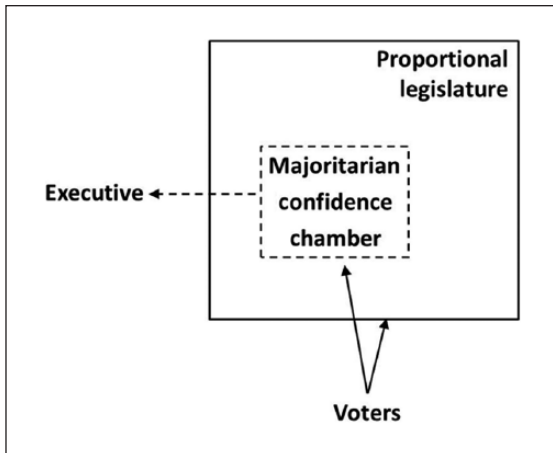 Proportional
legislature
Majoritarian
Executive
confidence
chamber
Voters